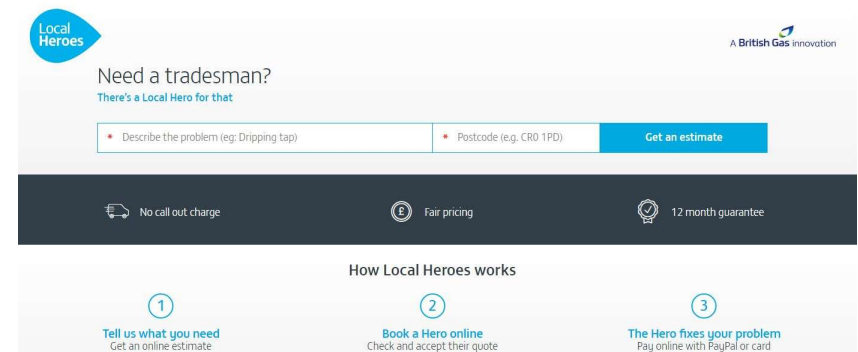 Local
Heroes
A British Gas innovation
Need a tradesman?
There's a Local Hero for that
* Describe the problem (eg: Dripping tap)
* Postcode (e.g. CR0 1PD)
Get an estimate
No call out charge
£
Fair pricing
12 month guarantee
How Local Heroes works
1
2
3
Tell us what you need
Book a Hero online
The Hero fixes your problem
Get an online estimate
Check and accept their quote
Pay online with PayPal or card